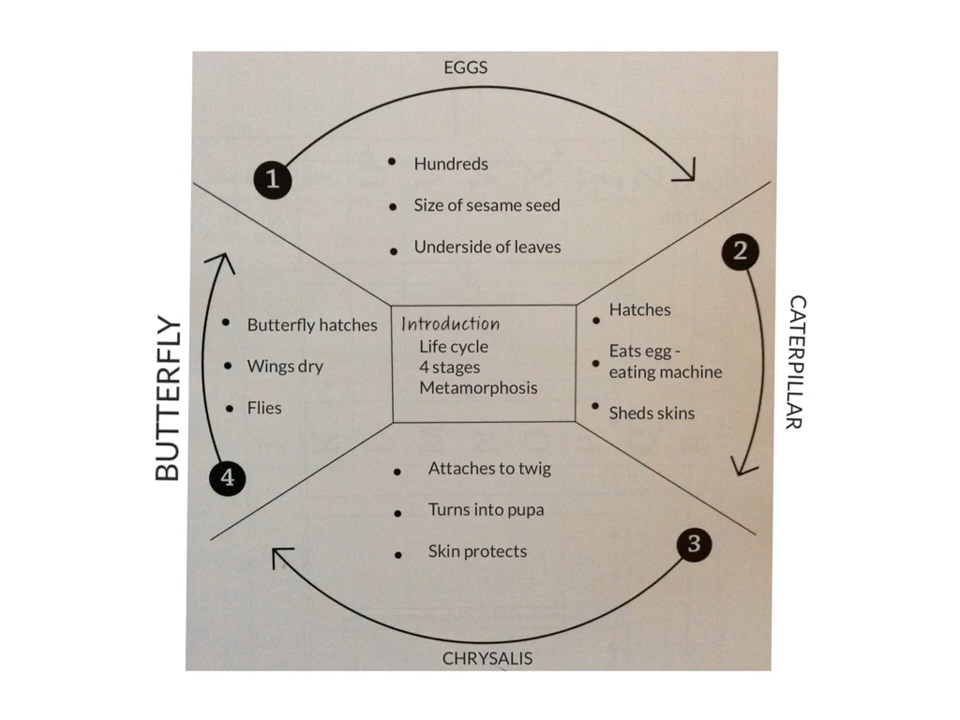 EGGS
1
Hundreds
Size of sesame seed
Underside of leaves
2
CATERPILLAR
Hatches
Eats egg -
eating machine
Sheds skins
Introduction
Life cycle
4 stages
Metamorphosis
3
Attaches to twig
Turns into pupa
Skin protects
CHRYSALIS
4
BUTTERFLY
Butterfly hatches
Wings dry
Flies